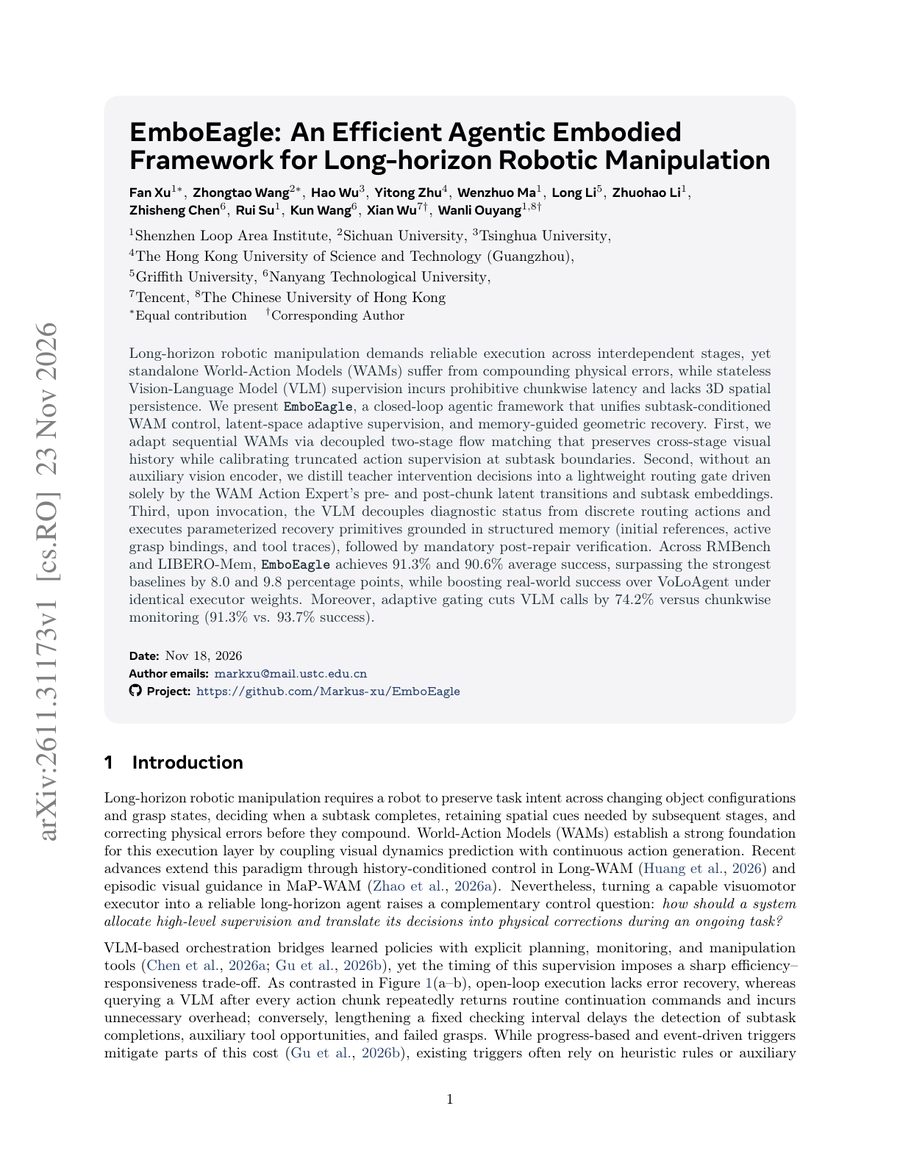 EmboEagle: An Efficient Agentic Embodied
Framework for Long-horizon Robotic Manipulation
Fan Xu1∗, Zhongtao Wang2∗, Hao Wu3, Yitong Zhu4, Wenzhuo Ma1, Long Li5, Zhuohao Li1,
Zhisheng Chen6, Rui Su1, Kun Wang6, Xian Wu7†, Wanli Ouyang1,8†
1Shenzhen Loop Area Institute, 2Sichuan University, 3Tsinghua University,
4The Hong Kong University of Science and Technology (Guangzhou),
5Griffith University, 6Nanyang Technological University,
7Tencent, 8The Chinese University of Hong Kong
∗Equal contribution †Corresponding Author
Long-horizon robotic manipulation demands reliable execution across interdependent stages, yet
standalone World-Action Models (WAMs) suffer from compounding physical errors, while stateless
Vision-Language Model (VLM) supervision incurs prohibitive chunkwise latency and lacks 3D spatial
persistence. We present EmboEagle, a closed-loop agentic framework that unifies subtask-conditioned
WAM control, latent-space adaptive supervision, and memory-guided geometric recovery. First, we
adapt sequential WAMs via decoupled two-stage flow matching that preserves cross-stage visual
history while calibrating truncated action supervision at subtask boundaries. Second, without an
auxiliary vision encoder, we distill teacher intervention decisions into a lightweight routing gate driven
solely by the WAM Action Expert's pre- and post-chunk latent transitions and subtask embeddings.
Third, upon invocation, the VLM decouples diagnostic status from discrete routing actions and
executes parameterized recovery primitives grounded in structured memory (initial references, active
grasp bindings, and tool traces), followed by mandatory post-repair verification. Across RMBench
and LIBERO-Mem, EmboEagle achieves 91.3% and 90.6% average success, surpassing the strongest
baselines by 8.0 and 9.8 percentage points, while boosting real-world success over VoLoAgent under
identical executor weights. Moreover, adaptive gating cuts VLM calls by 74.2% versus chunkwise
monitoring (91.3% vs. 93.7% success).
Date: Nov 18, 2026
Author emails: markxu@mail.ustc.edu.cn
Project: https://github.com/Markus-xu/EmboEagle
arXiv:2611.31173v1 [cs.RO] 23 Nov 2026
1 Introduction
Long-horizon robotic manipulation requires a robot to preserve task intent across changing object configurations
and grasp states, deciding when a subtask completes, retaining spatial cues needed by subsequent stages, and
correcting physical errors before they compound. World-Action Models (WAMs) establish a strong foundation
for this execution layer by coupling visual dynamics prediction with continuous action generation. Recent
advances extend this paradigm through history-conditioned control in Long-WAM (Huang et al., 2026) and
episodic visual guidance in MaP-WAM (Zhao et al., 2026a). Nevertheless, turning a capable visuomotor
executor into a reliable long-horizon agent raises a complementary control question: how should a system
allocate high-level supervision and translate its decisions into physical corrections during an ongoing task?
VLM-based orchestration bridges learned policies with explicit planning, monitoring, and manipulation
tools (Chen et al., 2026a; Gu et al., 2026b), yet the timing of this supervision imposes a sharp efficiency–
responsiveness trade-off. As contrasted in Figure 1(a–b), open-loop execution lacks error recovery, whereas
querying a VLM after every action chunk repeatedly returns routine continuation commands and incurs
unnecessary overhead; conversely, lengthening a fixed checking interval delays the detection of subtask
completions, auxiliary tool opportunities, and failed grasps. While progress-based and event-driven triggers
mitigate parts of this cost (Gu et al., 2026b), existing triggers often rely on heuristic rules or auxiliary
1